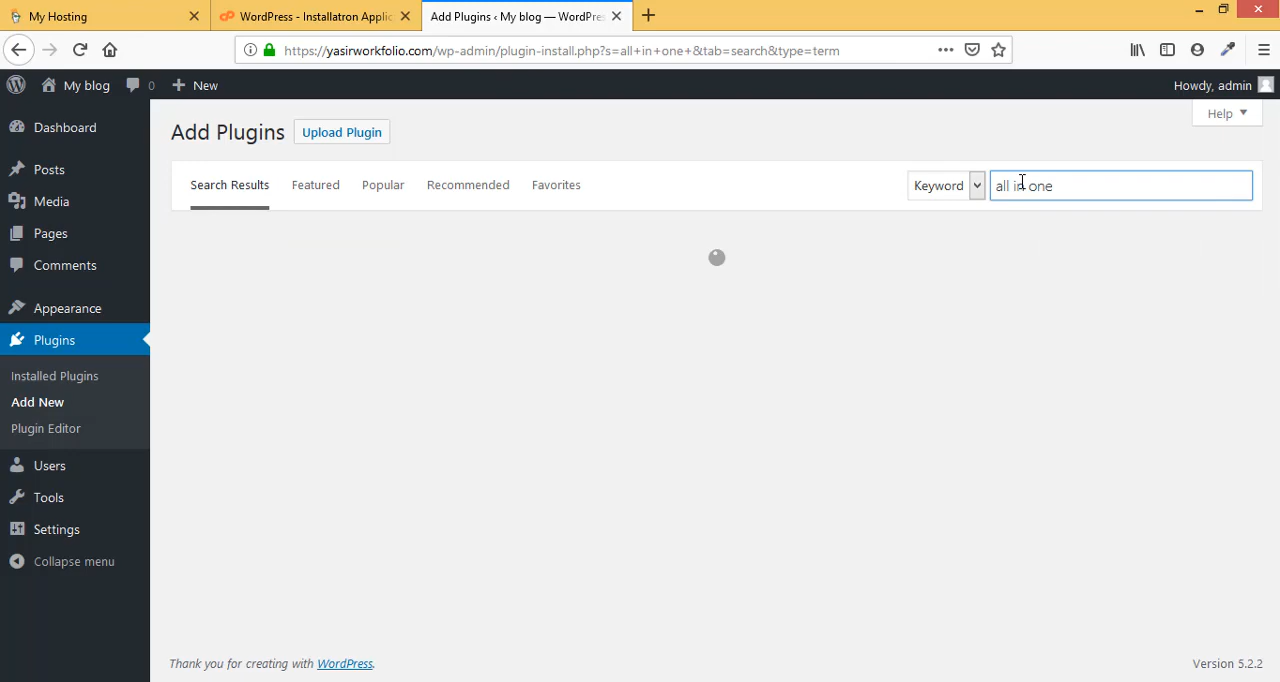 My Hosting
WordPress - Installatron Applic
Add Plugins ‹ My blog — WordPres
https://yasirworkfolio.com/wp-admin/plugin-install.php?s=all+in+one+&tab=search&type=term
My blog
0
New
Howdy, admin
Dashboard
Posts
Media
Pages
Comments
Appearance
Plugins
Installed Plugins
Add New
Plugin Editor
Users
Tools
Settings
Collapse menu
Help
Add Plugins
Upload Plugin
Search Results
Featured
Popular
Recommended
Favorites
Keyword
all in one
Thank you for creating with WordPress.
Version 5.2.2